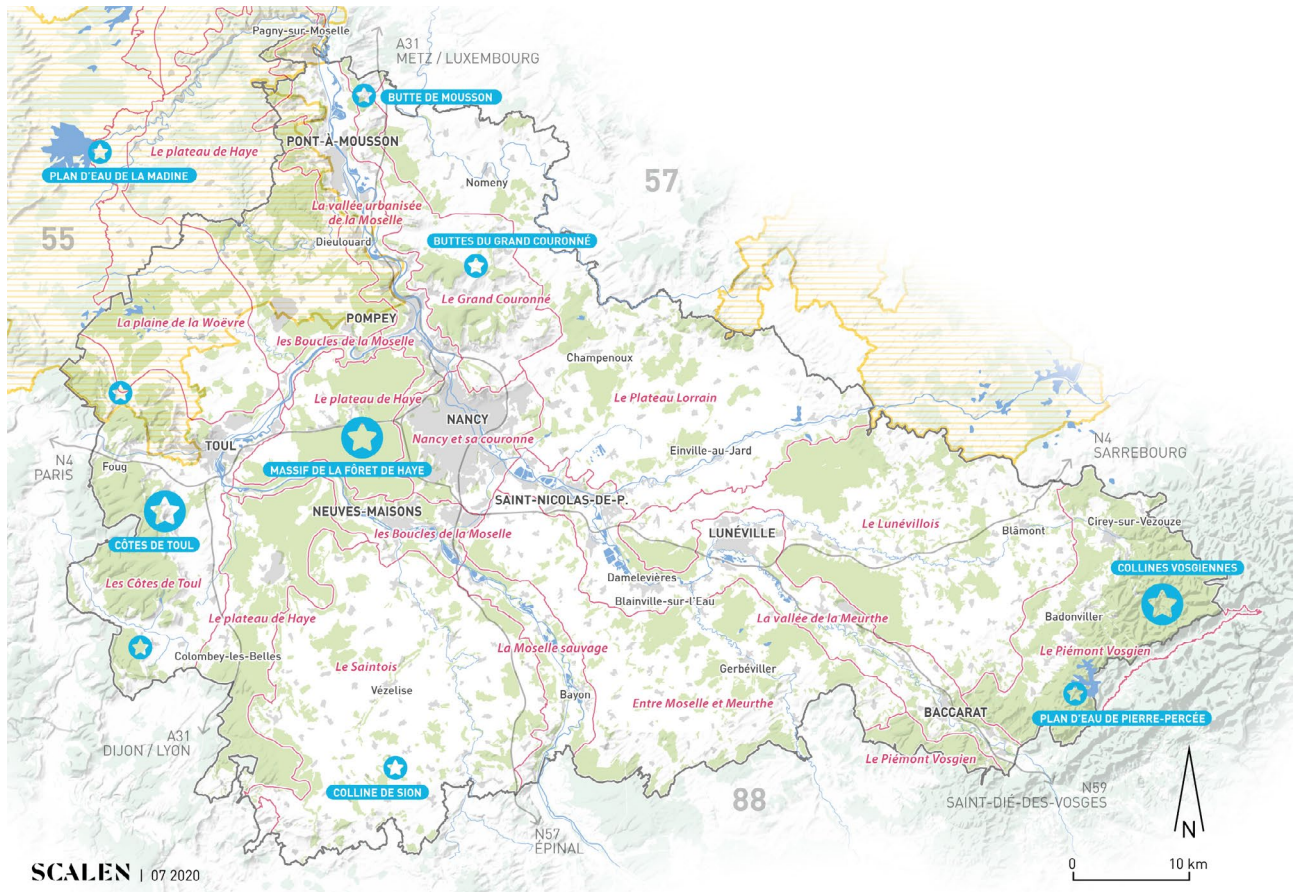 Pagny-sur-Moselle
A31
METZ / LUXEMBOURG
BUTTE DE MOUSSON
PONT-À-MOUSSON
Le plateau de Haye
PLAN D'EAU DE LA MADINE
Nomeny
57
La vallée urbanisée
de la Moselle
55
Dieulouard
BUTTES DU GRAND COURONNÉ
Le Grand Couronné
La plaine de la Woëvre
POMPEY
les Boucles de la Moselle
Champenoux
Le plateau de Haye
Le Plateau Lorrain
NANCY
TOUL
Nancy et sa couronne
Einville-au-Jard
N4
PARIS
Foug
MASSIF DE LA FÔRET DE HAYE
N4
SARREBOURG
SAINT-NICOLAS-DE-P.
NEUVES-MAISONS
les Boucles de la Moselle
LUNÉVILLE
Le Lunévillois
Blâmont
Cirey-sur-Vezouze
CÔTES DE TOUL
COLLINES VOSGIENNES
Les Côtes de Toul
Damelevières
Blainville-sur-l'Eau
Le plateau de Haye
La vallée de la Meurthe
Badonviller
La Moselle sauvage
Le Piémont Vosgien
Colombey-les-Belles
Le Saintois
Gerbéviller
Vézelise
Bayon
Entre Moselle et Meurthe
BACCARAT
PLAN D'EAU DE PIERRE-PERCÉE
A31
DIJON / LYON
Le Piémont Vosgien
COLLINE DE SION
88
N59
SAINT-DIÉ-DES-VOSGES
N57
ÉPINAL
N
0 10 km
SCALEN | 07 2020